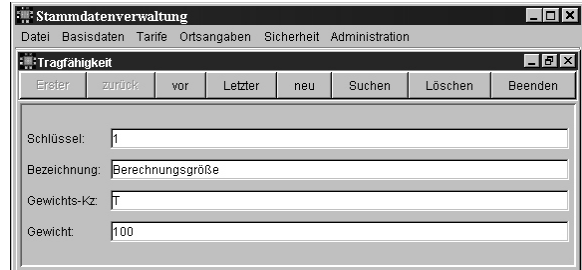 Stammdatenverwaltung
Datei Basisdaten Tarife Ortsangaben Sicherheit Administration
Tragfähigkeit
Erster zurück vor Letzter neu Suchen Löschen Beenden
Schlüssel: 1
Bezeichnung: Berechnungsgröße
Gewichts-Kz: T
Gewicht: 100